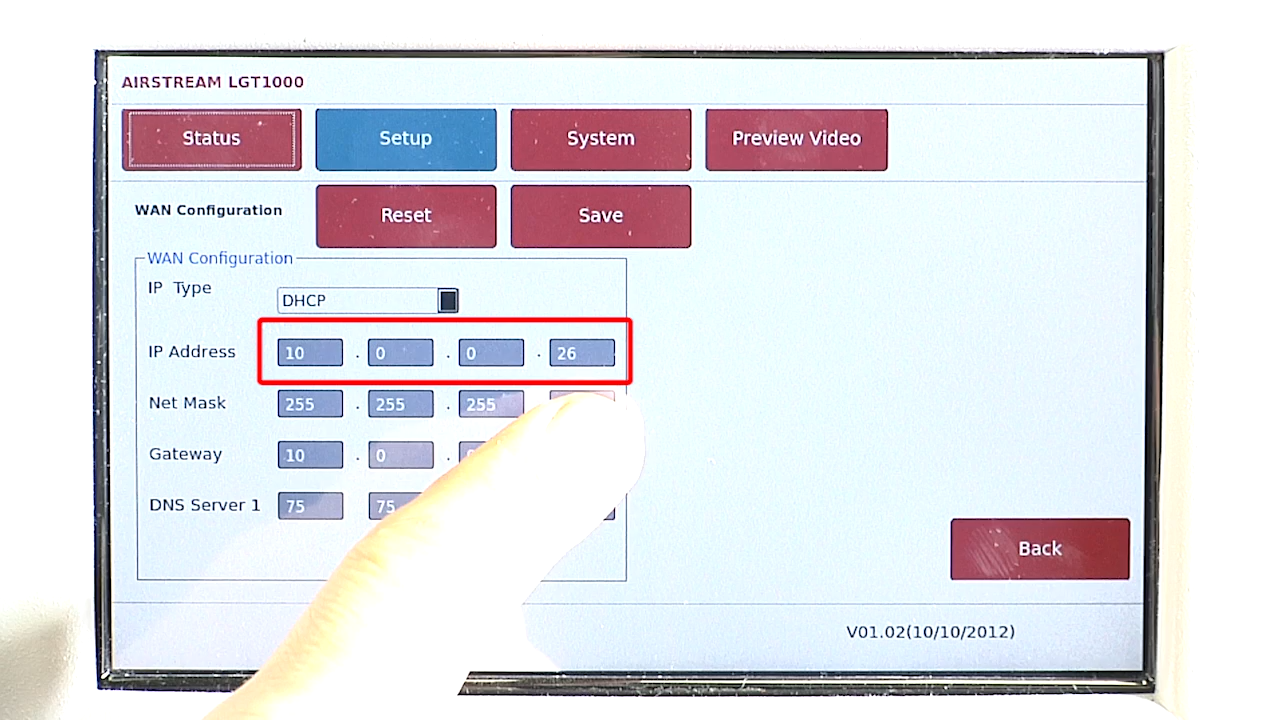 AIRSTREAM LGT1000
Status Setup System Preview Video
WAN Configuration Reset Save
WAN Configuration
IP Type DHCP
IP Address 10 . 0 . 0 . 26
Net Mask 255 . 255 . 255
Gateway 10 . 0 .
DNS Server 1 75 75
Back
V01.02(10/10/2012)